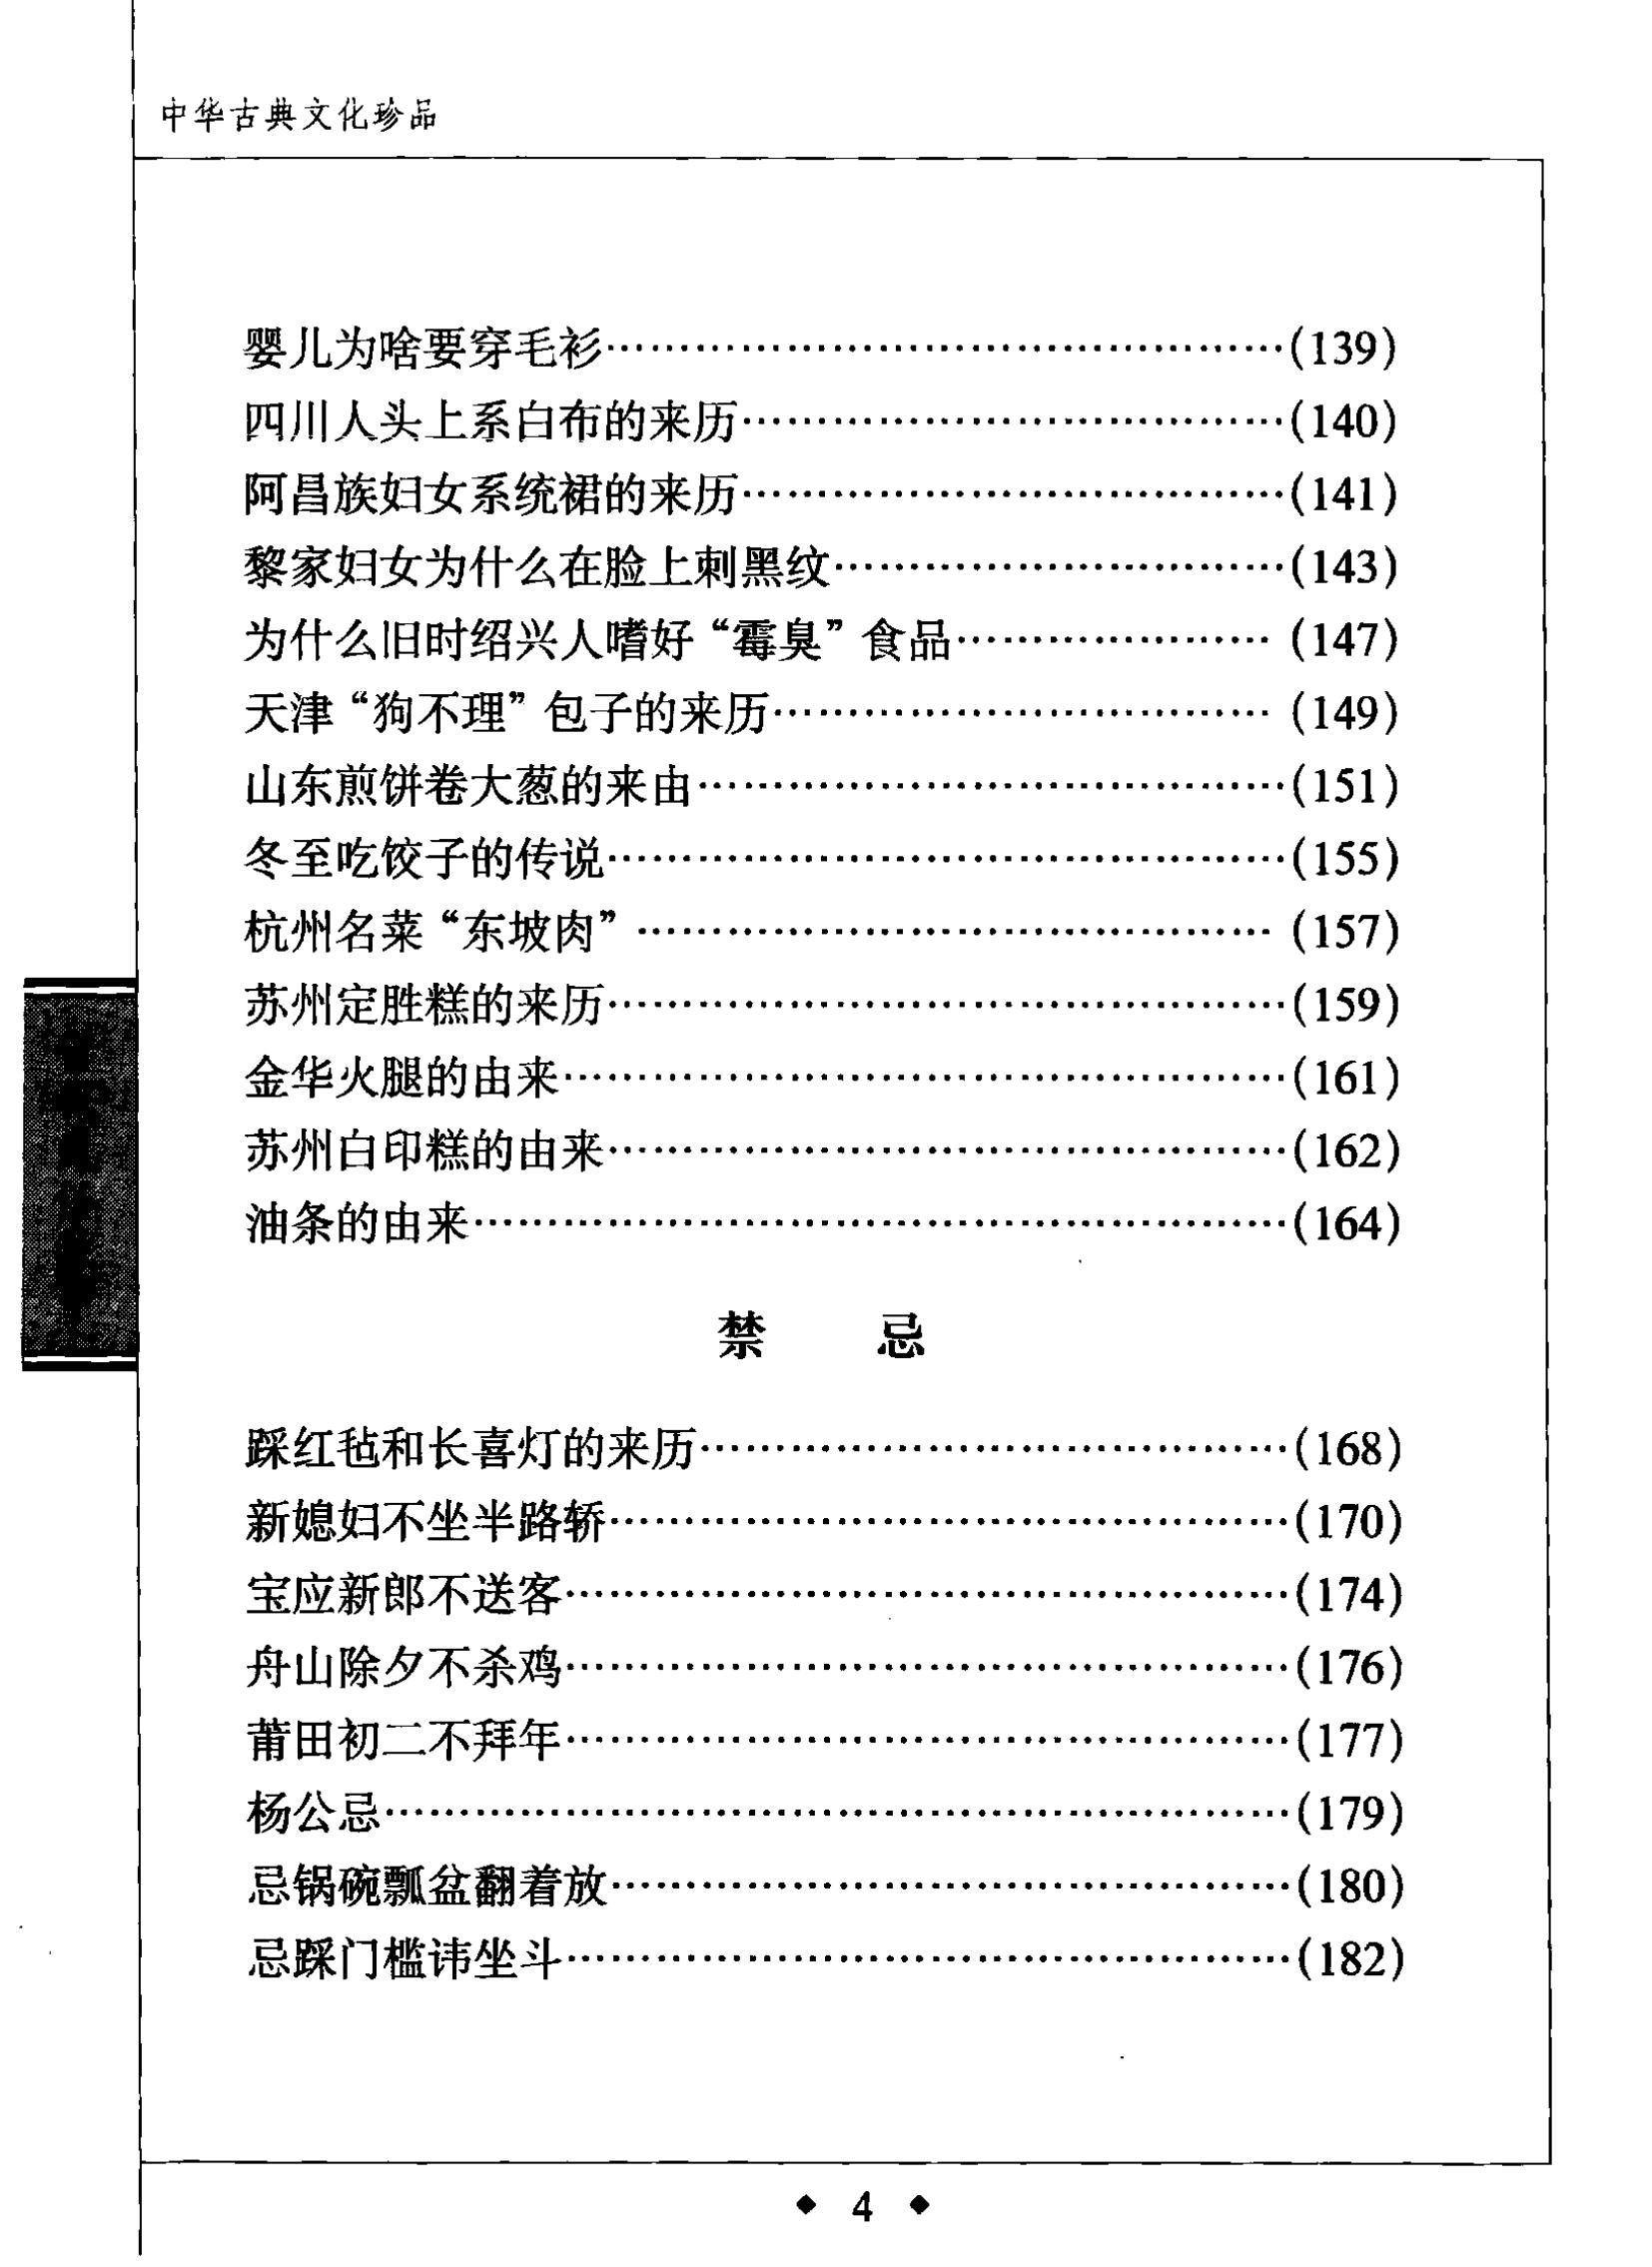 中华古典文化珍品
婴儿为啥要穿毛衫……………………………………(139)
四川人头上系白布的来历……………………………(140)
阿昌族妇女系统裙的来历……………………………(141)
黎家妇女为什么在脸上刺黑纹………………………(143)
为什么旧时绍兴人嗜好“霉臭”食品………………(147)
天津“狗不理”包子的来历…………………………(149)
山东煎饼卷大葱的来由………………………………(151)
冬至吃饺子的传说……………………………………(155)
杭州名菜“东坡肉”…………………………………(157)
苏州定胜糕的来历……………………………………(159)
金华火腿的由来………………………………………(161)
苏州白印糕的由来……………………………………(162)
油条的由来……………………………………………(164)
禁 忌
踩红毡和长喜灯的来历………………………………(168)
新媳妇不坐半路轿……………………………………(170)
宝应新郎不送客………………………………………(174)
舟山除夕不杀鸡………………………………………(176)
莆田初二不拜年………………………………………(177)
杨公忌…………………………………………………(179)
忌锅碗瓢盆翻着放……………………………………(180)
忌踩门槛讳坐斗………………………………………(182)
◆ 4 ◆